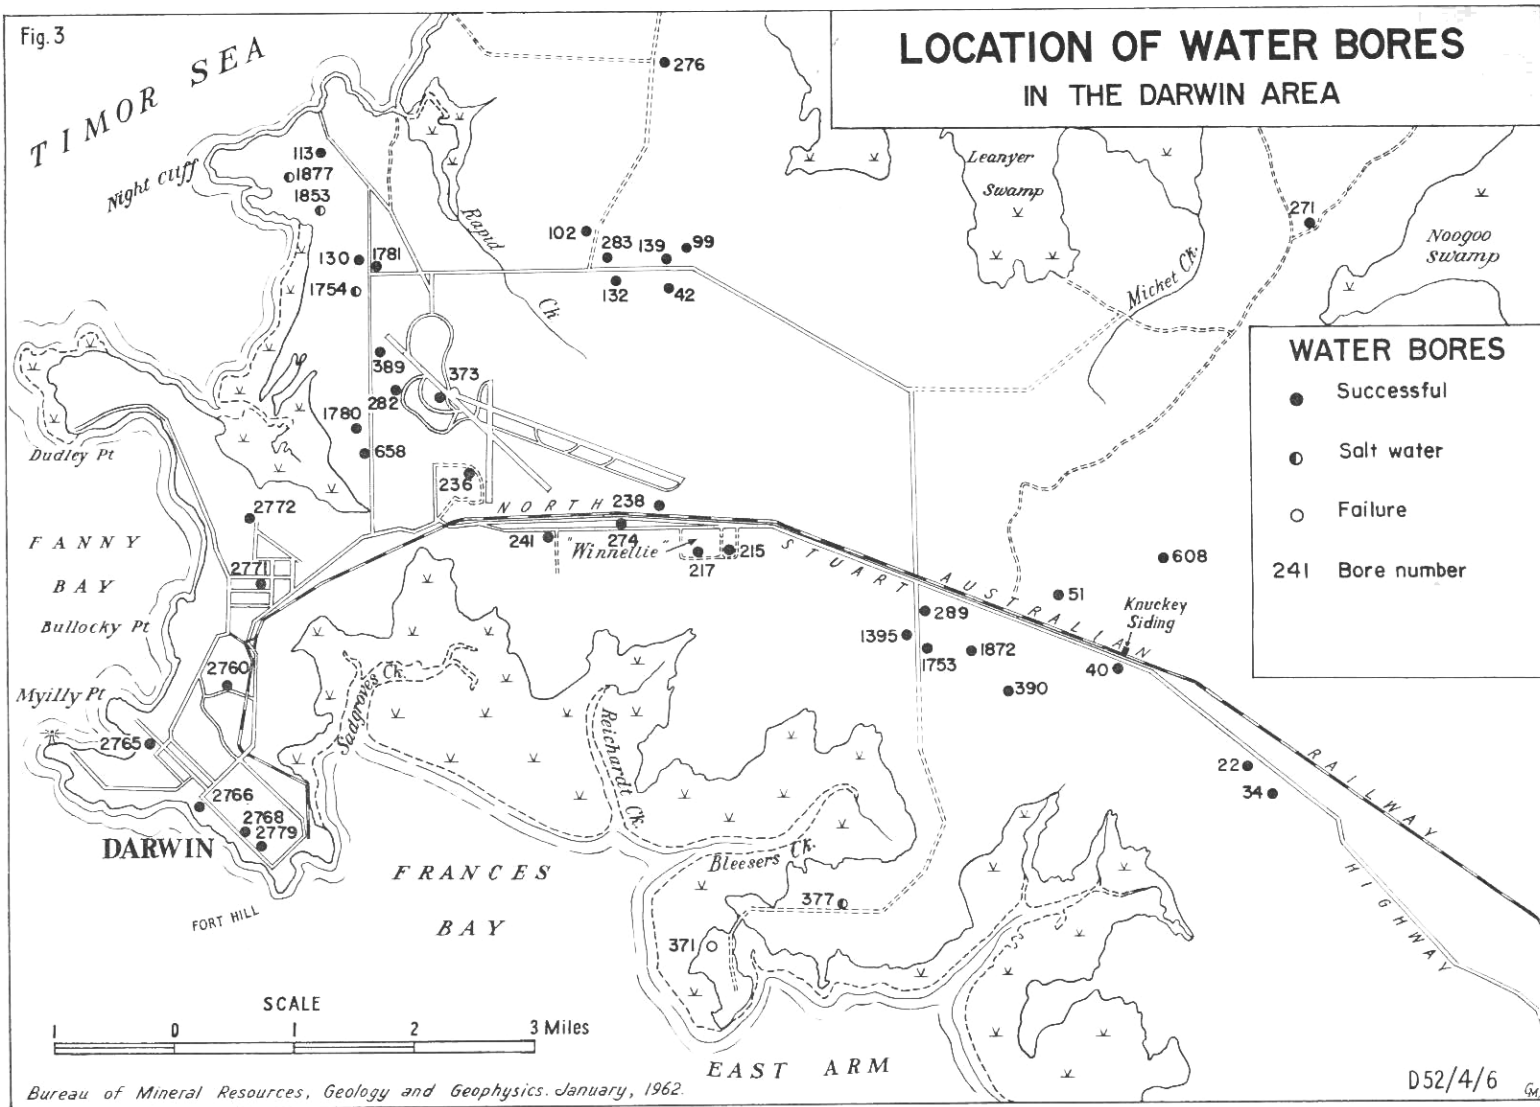 Fig. 3
LOCATION OF WATER BORES
IN THE DARWIN AREA
TIMOR SEA
276
113
1877
1853
Night Cliff
Rapid
Ck
Leanyer
Swamp
271
Noogoo
Swamp
102
283
139
99
130
1781
1754
132
42
Micket Ck.
WATER BORES
Successful
Salt water
Failure
241 Bore number
389
282
373
1780
658
Dudley Pt
236
2772
FANNY
BAY
2771
NORTH
238
241
"Winnellie"
274
217
215
STUART
AUSTRALIAN
608
51
Knuckey
Siding
Bullocky Pt
289
1395
1753
1872
40
390
2760
Myilly Pt
Sadgroves Ck.
Reichardt Ck.
2765
RAILWAY
22
34
2766
2768
2779
DARWIN
FRANCES
BAY
Bleesers Ck.
377
371
HIGHWAY
FORT HILL
SCALE
1 0 1 2 3 Miles
EAST ARM
Bureau of Mineral Resources, Geology and Geophysics. January, 1962.
D52/4/6